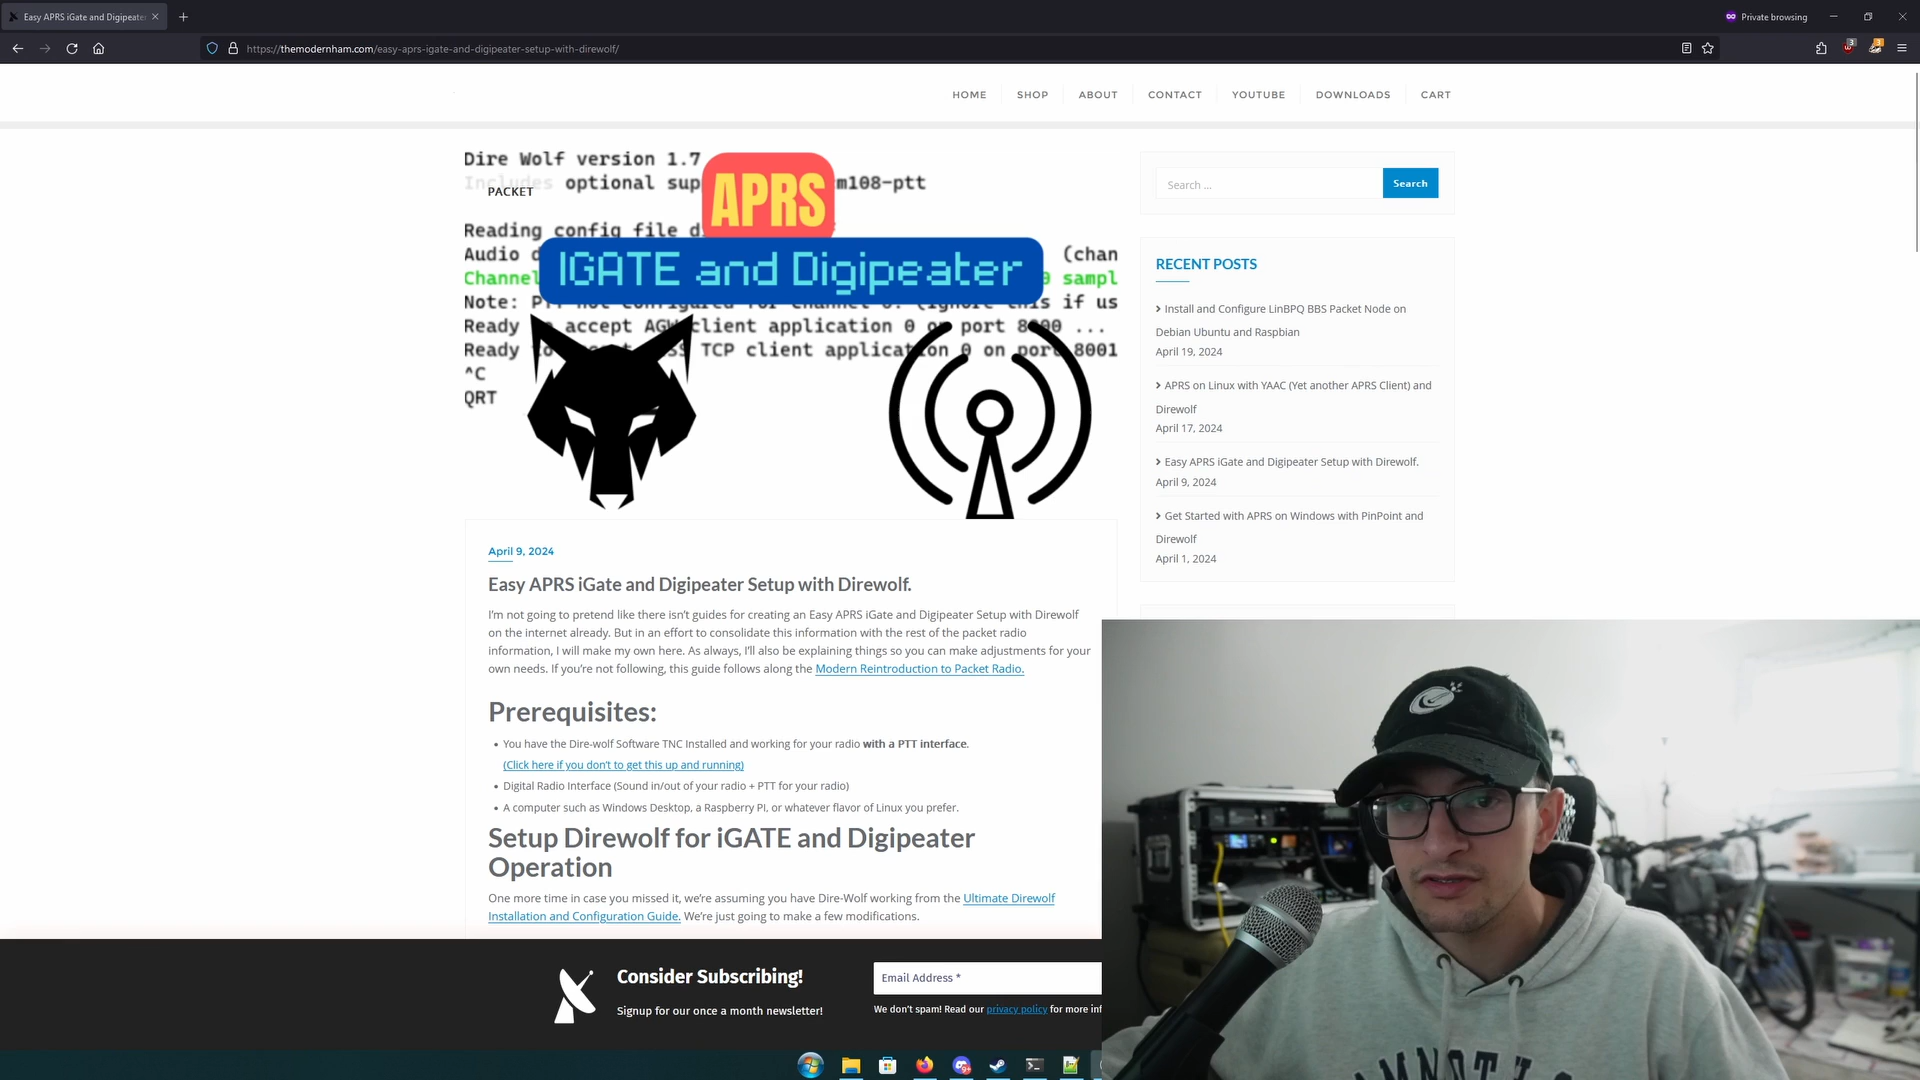 Easy APRS iGate and Digipeater
Private browsing
https://themodernham.com/easy-aprs-igate-and-digipeater-setup-with-direwolf/
3
3
HOME
SHOP
ABOUT
CONTACT
YOUTUBE
DOWNLOADS
CART
Dire Wolf version 1.7
Includes optional sup m108-ptt
PACKET
APRS
Reading config file d
Audio d (chan
IGATE and Digipeater
Channel 0 sampl
Ready to accept AGW client application 0 on port 8000 ...
Ready to accept KISS TCP client application 0 on port 8001
^C
QRT
Search ...
Search
RECENT POSTS
Install and Configure LinBPQ BBS Packet Node on
Debian Ubuntu and Raspbian
April 19, 2024
APRS on Linux with YAAC (Yet another APRS Client) and
Direwolf
April 17, 2024
Easy APRS iGate and Digipeater Setup with Direwolf.
April 9, 2024
Get Started with APRS on Windows with PinPoint and
Direwolf
April 1, 2024
April 9, 2024
Easy APRS iGate and Digipeater Setup with Direwolf.
I'm not going to pretend like there isn't guides for creating an Easy APRS iGate and Digipeater Setup with Direwolf
on the internet already. But in an effort to consolidate this information with the rest of the packet radio
information, I will make my own here. As always, I'll also be explaining things so you can make adjustments for your
own needs. If you're not following, this guide follows along the Modern Reintroduction to Packet Radio.
Prerequisites:
You have the Dire-wolf Software TNC Installed and working for your radio with a PTT interface.
(Click here if you don't to get this up and running)
Digital Radio Interface (Sound in/out of your radio + PTT for your radio)
A computer such as Windows Desktop, a Raspberry PI, or whatever flavor of Linux you prefer.
Setup Direwolf for iGATE and Digipeater
Operation
One more time in case you missed it, we're assuming you have Dire-Wolf working from the Ultimate Direwolf
Installation and Configuration Guide. We're just going to make a few modifications.
Consider Subscribing!
Signup for our once a month newsletter!
Email Address *
We don't spam! Read our privacy policy for more inf